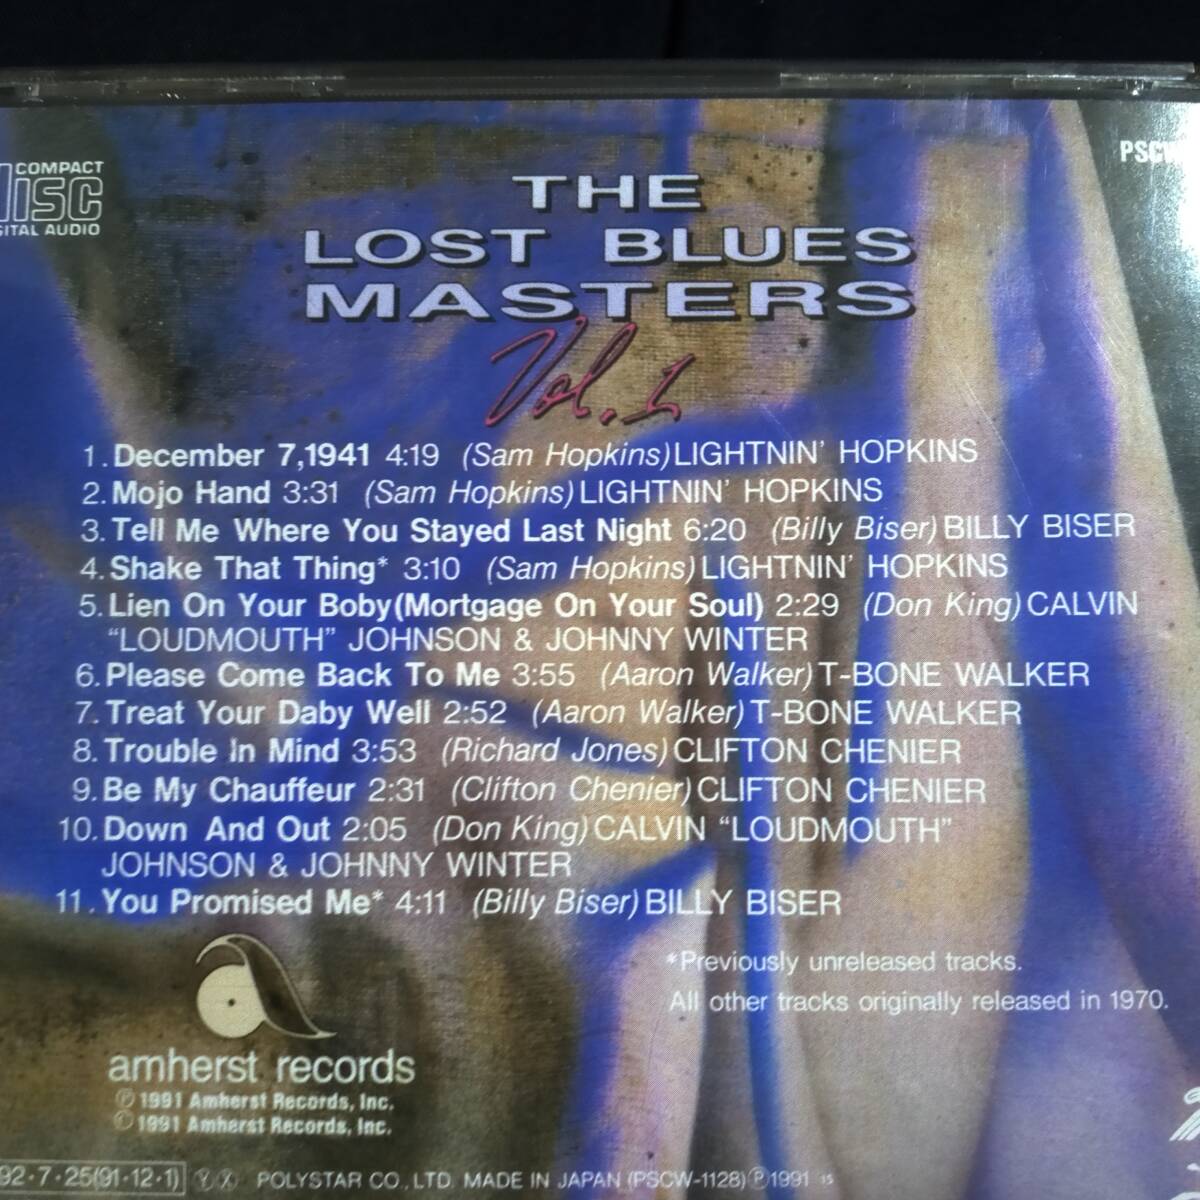 COMPACT
DISC
DIGITAL AUDIO
PSCW
THE
LOST BLUES
MASTERS
Vol. 1
1. December 7,1941 4:19 (Sam Hopkins) LIGHTNIN' HOPKINS
2. Mojo Hand 3:31 (Sam Hopkins) LIGHTNIN' HOPKINS
3. Tell Me Where You Stayed Last Night 6:20 (Billy Biser) BILLY BISER
4. Shake That Thing* 3:10 (Sam Hopkins) LIGHTNIN' HOPKINS
5. Lien On Your Boby(Mortgage On Your Soul) 2:29 (Don King) CALVIN
"LOUDMOUTH" JOHNSON & JOHNNY WINTER
6. Please Come Back To Me 3:55 (Aaron Walker) T-BONE WALKER
7. Treat Your Daby Well 2:52 (Aaron Walker) T-BONE WALKER
8. Trouble In Mind 3:53 (Richard Jones) CLIFTON CHENIER
9. Be My Chauffeur 2:31 (Clifton Chenier) CLIFTON CHENIER
10. Down And Out 2:05 (Don King) CALVIN "LOUDMOUTH"
JOHNSON & JOHNNY WINTER
11. You Promised Me* 4:11 (Billy Biser) BILLY BISER
*Previously unreleased tracks.
All other tracks originally released in 1970.
amherst records
Ⓟ1991 Amherst Records, Inc.
©1991 Amherst Records, Inc.
92·7·25(91·12·1) Ⓨ Ⓧ POLYSTAR CO., LTD. MADE IN JAPAN (PSCW-1128) Ⓟ1991 15